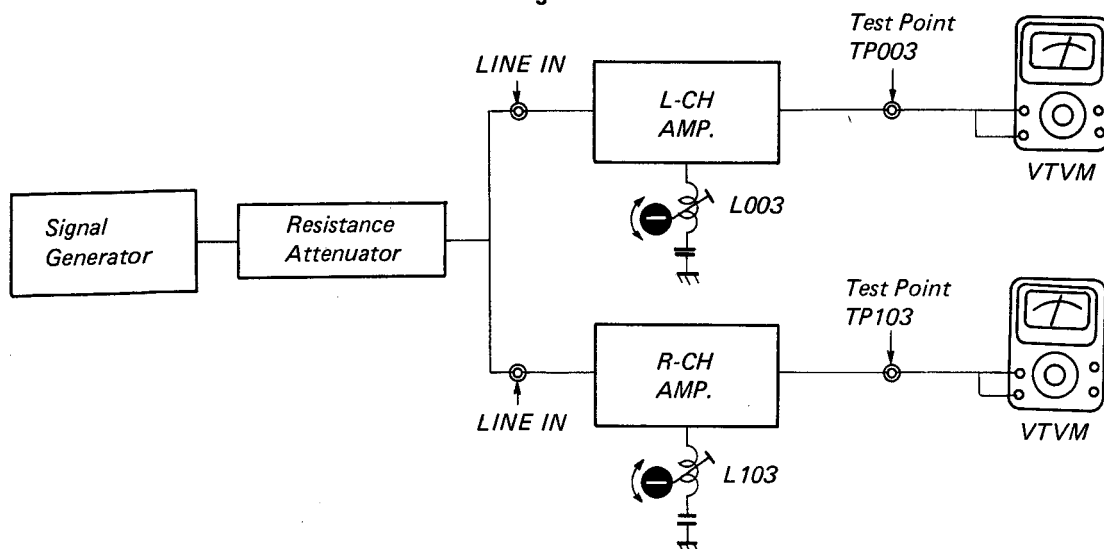 g
Test Point
TP003
LINE IN
L-CH
AMP.
VTVM
L003
Signal
Generator
Resistance
Attenuator
Test Point
TP103
R-CH
AMP.
LINE IN
VTVM
L103